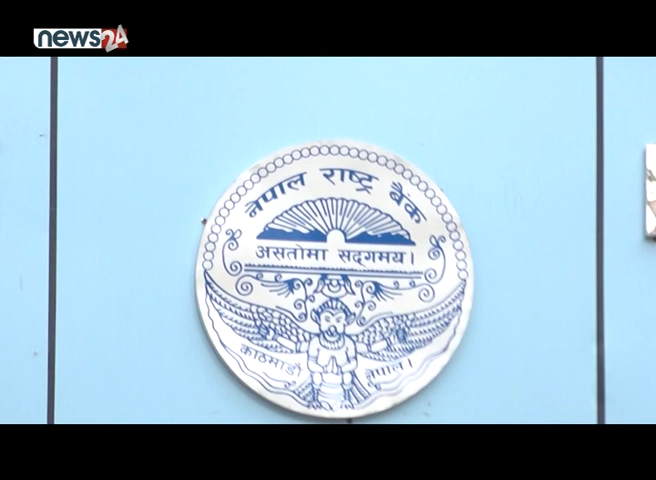 news24
नेपाल राष्ट्र बैंक
असतोमा सद्गमय।
काठमाडौं
नेपाल।